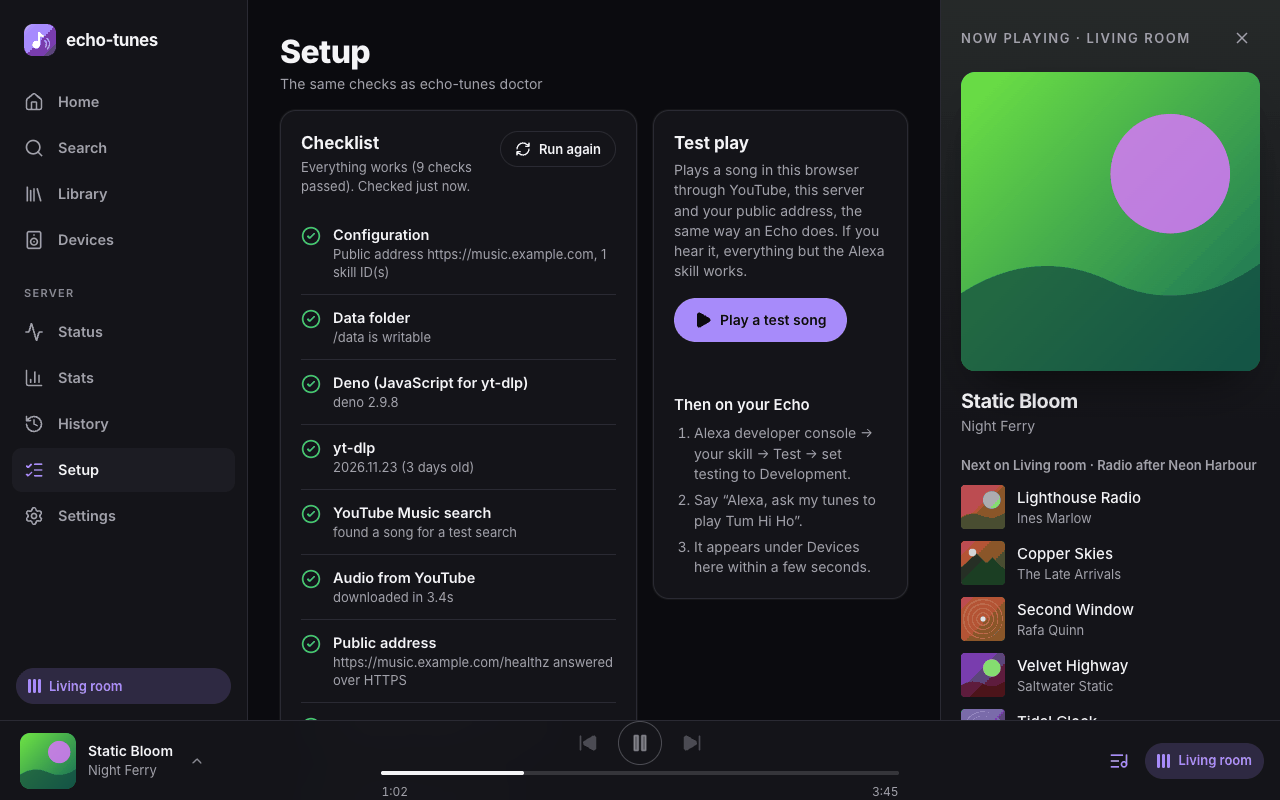 echo-tunes
Home
Search
Library
Devices
SERVER
Status
Stats
History
Setup
Settings
Living room
Setup
The same checks as echo-tunes doctor
Checklist
Everything works (9 checks
passed). Checked just now.
Run again
Configuration
Public address https://music.example.com, 1
skill ID(s)
Data folder
/data is writable
Deno (JavaScript for yt-dlp)
deno 2.9.8
yt-dlp
2026.11.23 (3 days old)
YouTube Music search
found a song for a test search
Audio from YouTube
downloaded in 3.4s
Public address
https://music.example.com/healthz answered
over HTTPS
Test play
Plays a song in this browser
through YouTube, this server
and your public address, the
same way an Echo does. If you
hear it, everything but the Alexa
skill works.
Play a test song
Then on your Echo
1. Alexa developer console →
your skill → Test → set
testing to Development.
2. Say “Alexa, ask my tunes to
play Tum Hi Ho”.
3. It appears under Devices
here within a few seconds.
NOW PLAYING · LIVING ROOM
Static Bloom
Night Ferry
Next on Living room · Radio after Neon Harbour
Lighthouse Radio
Ines Marlow
Copper Skies
The Late Arrivals
Second Window
Rafa Quinn
Velvet Highway
Saltwater Static
Static Bloom
Night Ferry
1:02
3:45
Living room